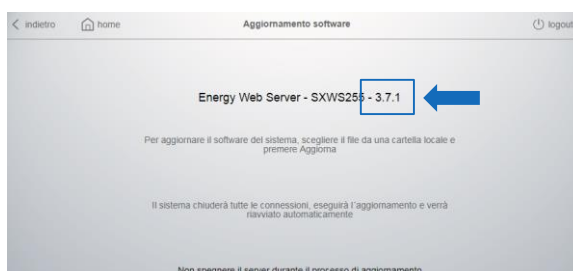 indietro home Aggiornamento software logout
Energy Web Server - SXWS255 - 3.7.1
Per aggiornare il software del sistema, scegliere il file da una cartella locale e
premere Aggiorna
Il sistema chiuderà tutte le connessioni, eseguirà l'aggiornamento e verrà
riavviato automaticamente
Non spegnere il server durante il processo di aggiornamento